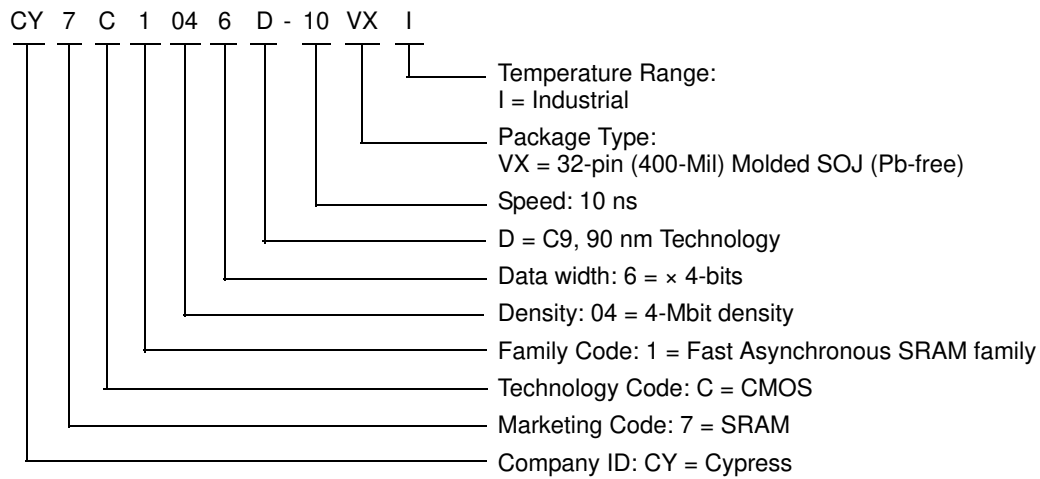 CY 7 C 1 04 6 D - 10 VX I
Temperature Range:
I = Industrial
Package Type:
VX = 32-pin (400-Mil) Molded SOJ (Pb-free)
Speed: 10 ns
D = C9, 90 nm Technology
Data width: 6 = × 4-bits
Density: 04 = 4-Mbit density
Family Code: 1 = Fast Asynchronous SRAM family
Technology Code: C = CMOS
Marketing Code: 7 = SRAM
Company ID: CY = Cypress